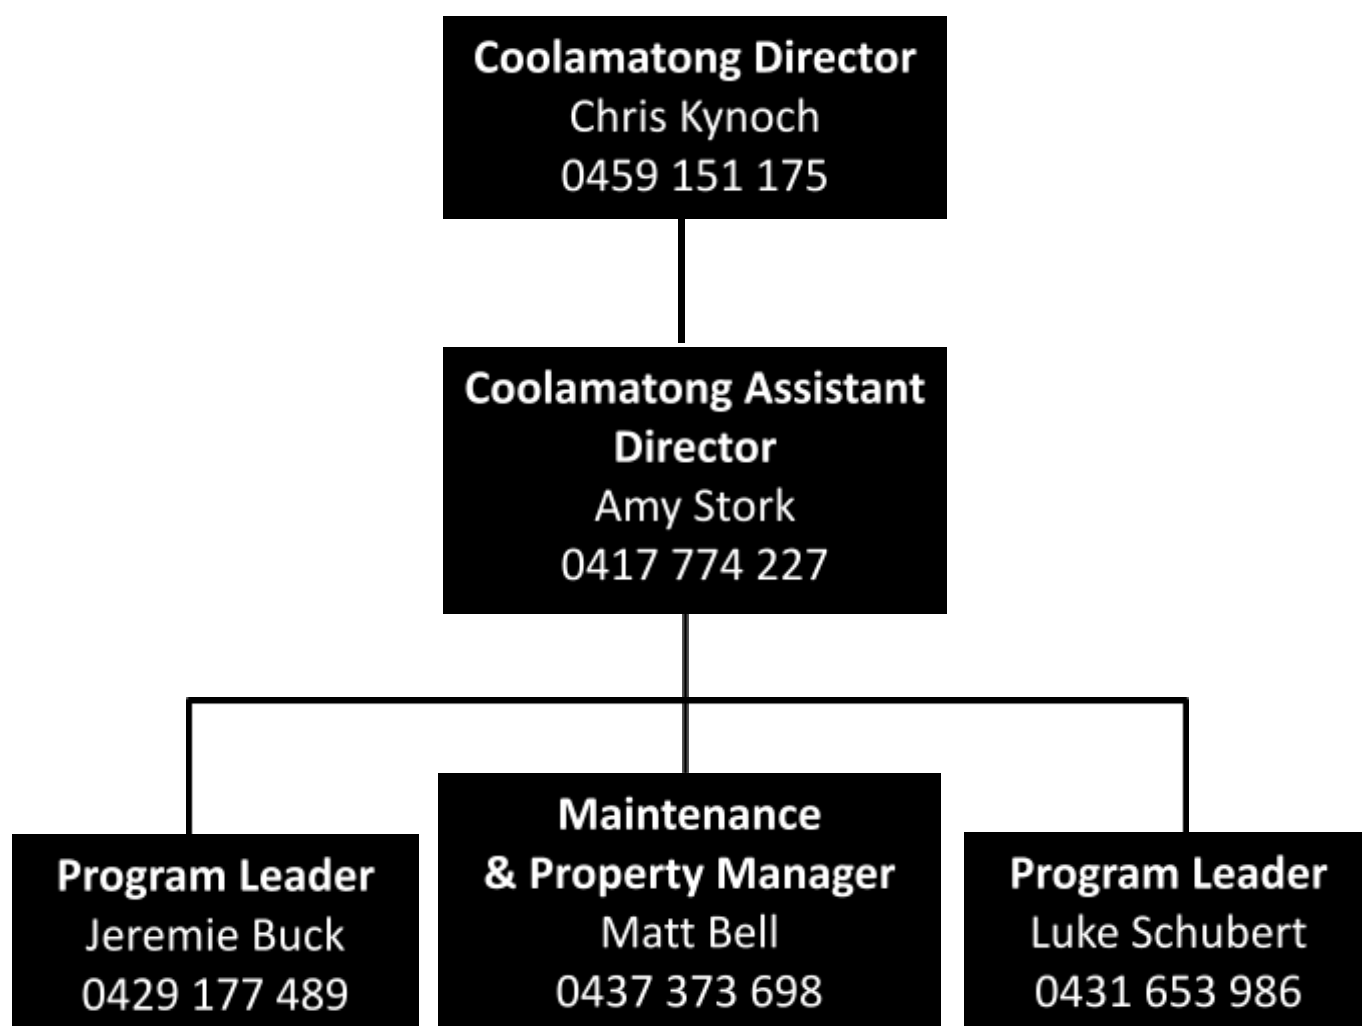 Coolamatong Director
Chris Kynoch
0459 151 175
Coolamatong Assistant
Director
Amy Stork
0417 774 227
Program Leader
Jeremie Buck
0429 177 489
Maintenance
& Property Manager
Matt Bell
0437 373 698
Program Leader
Luke Schubert
0431 653 986